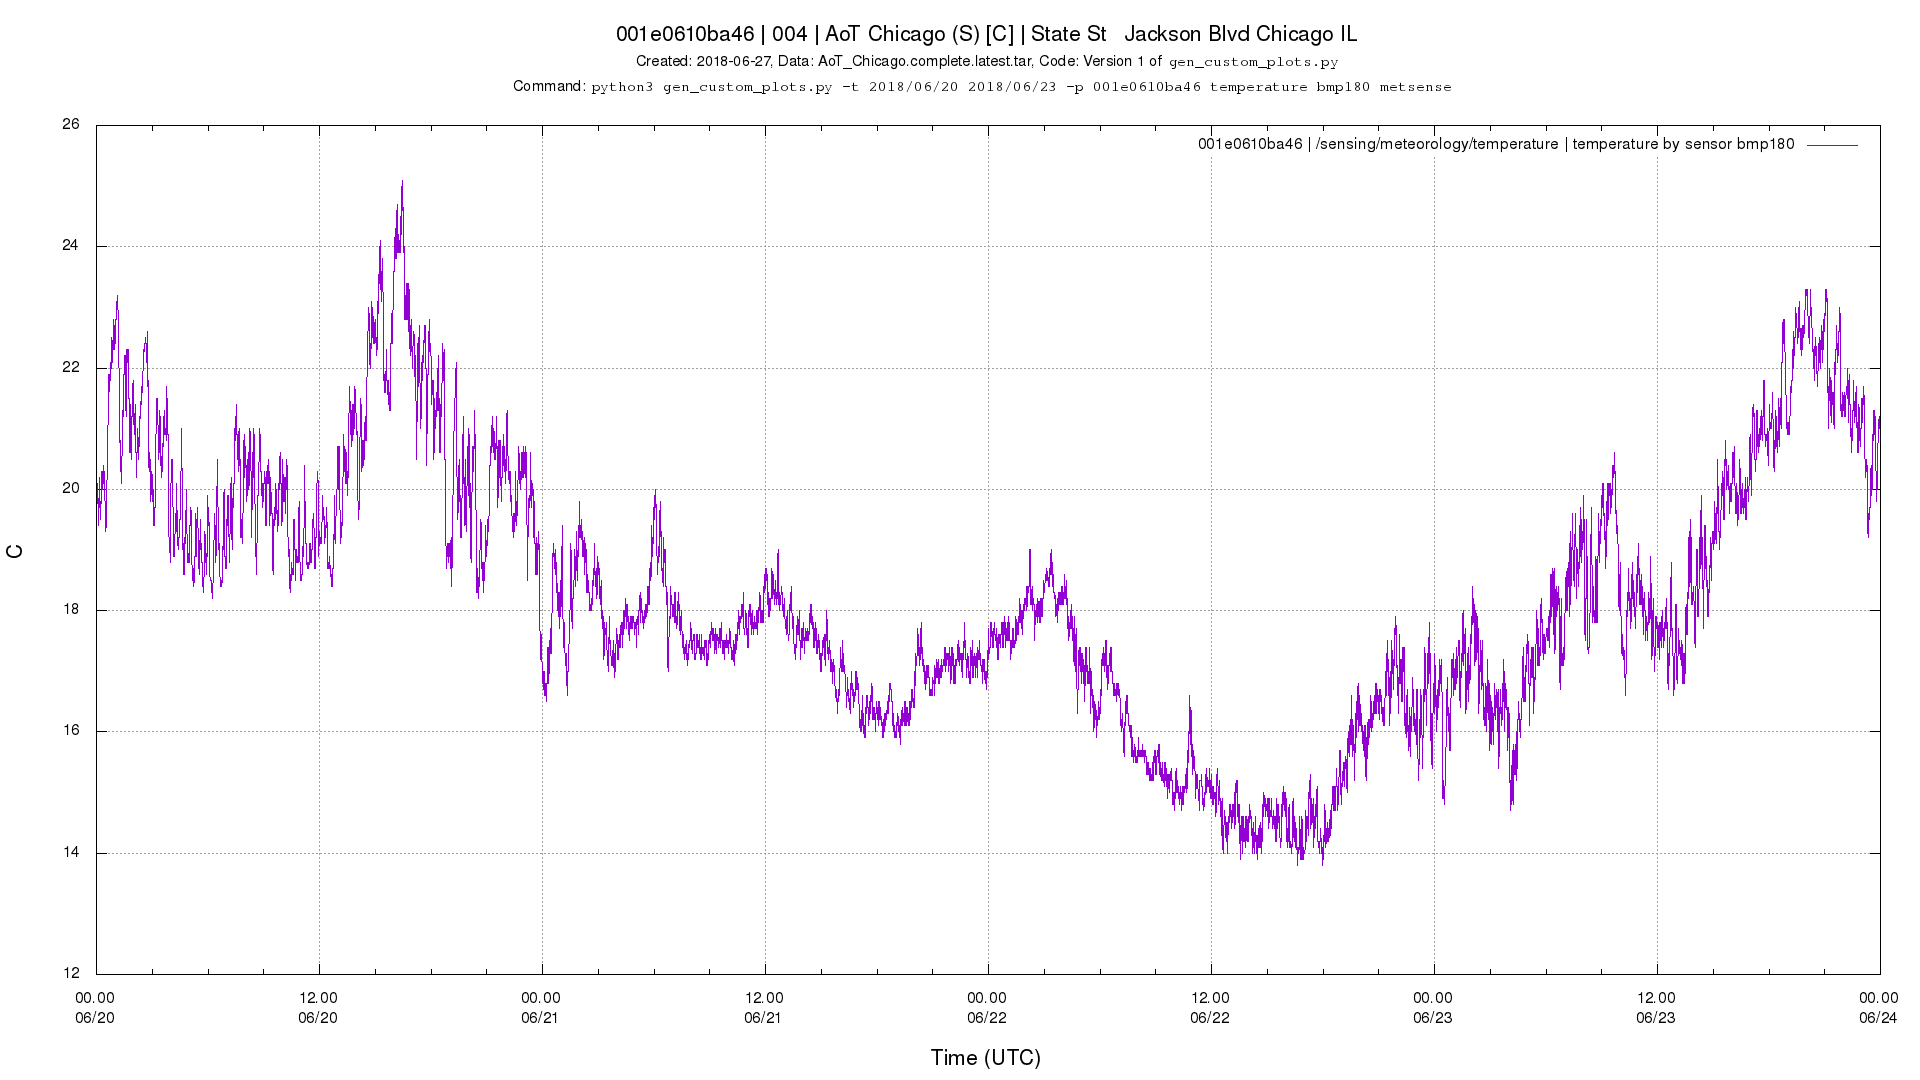 001e0610ba46 | 004 | AoT Chicago (S) [C] | State St   Jackson Blvd Chicago IL
Created: 2018-06-27, Data: AoT_Chicago.complete.latest.tar, Code: Version 1 of gen_custom_plots.py
Command: python3 gen_custom_plots.py -t 2018/06/20 2018/06/23 -p 001e0610ba46 temperature bmp180 metsense
001e0610ba46 | /sensing/meteorology/temperature | temperature by sensor bmp180
26
24
22
20
18
16
14
12
C
00.00 12.00 00.00 12.00 00.00 12.00 00.00 12.00 00.00
06/20 06/20 06/21 06/21 06/22 06/22 06/23 06/23 06/24
Time (UTC)